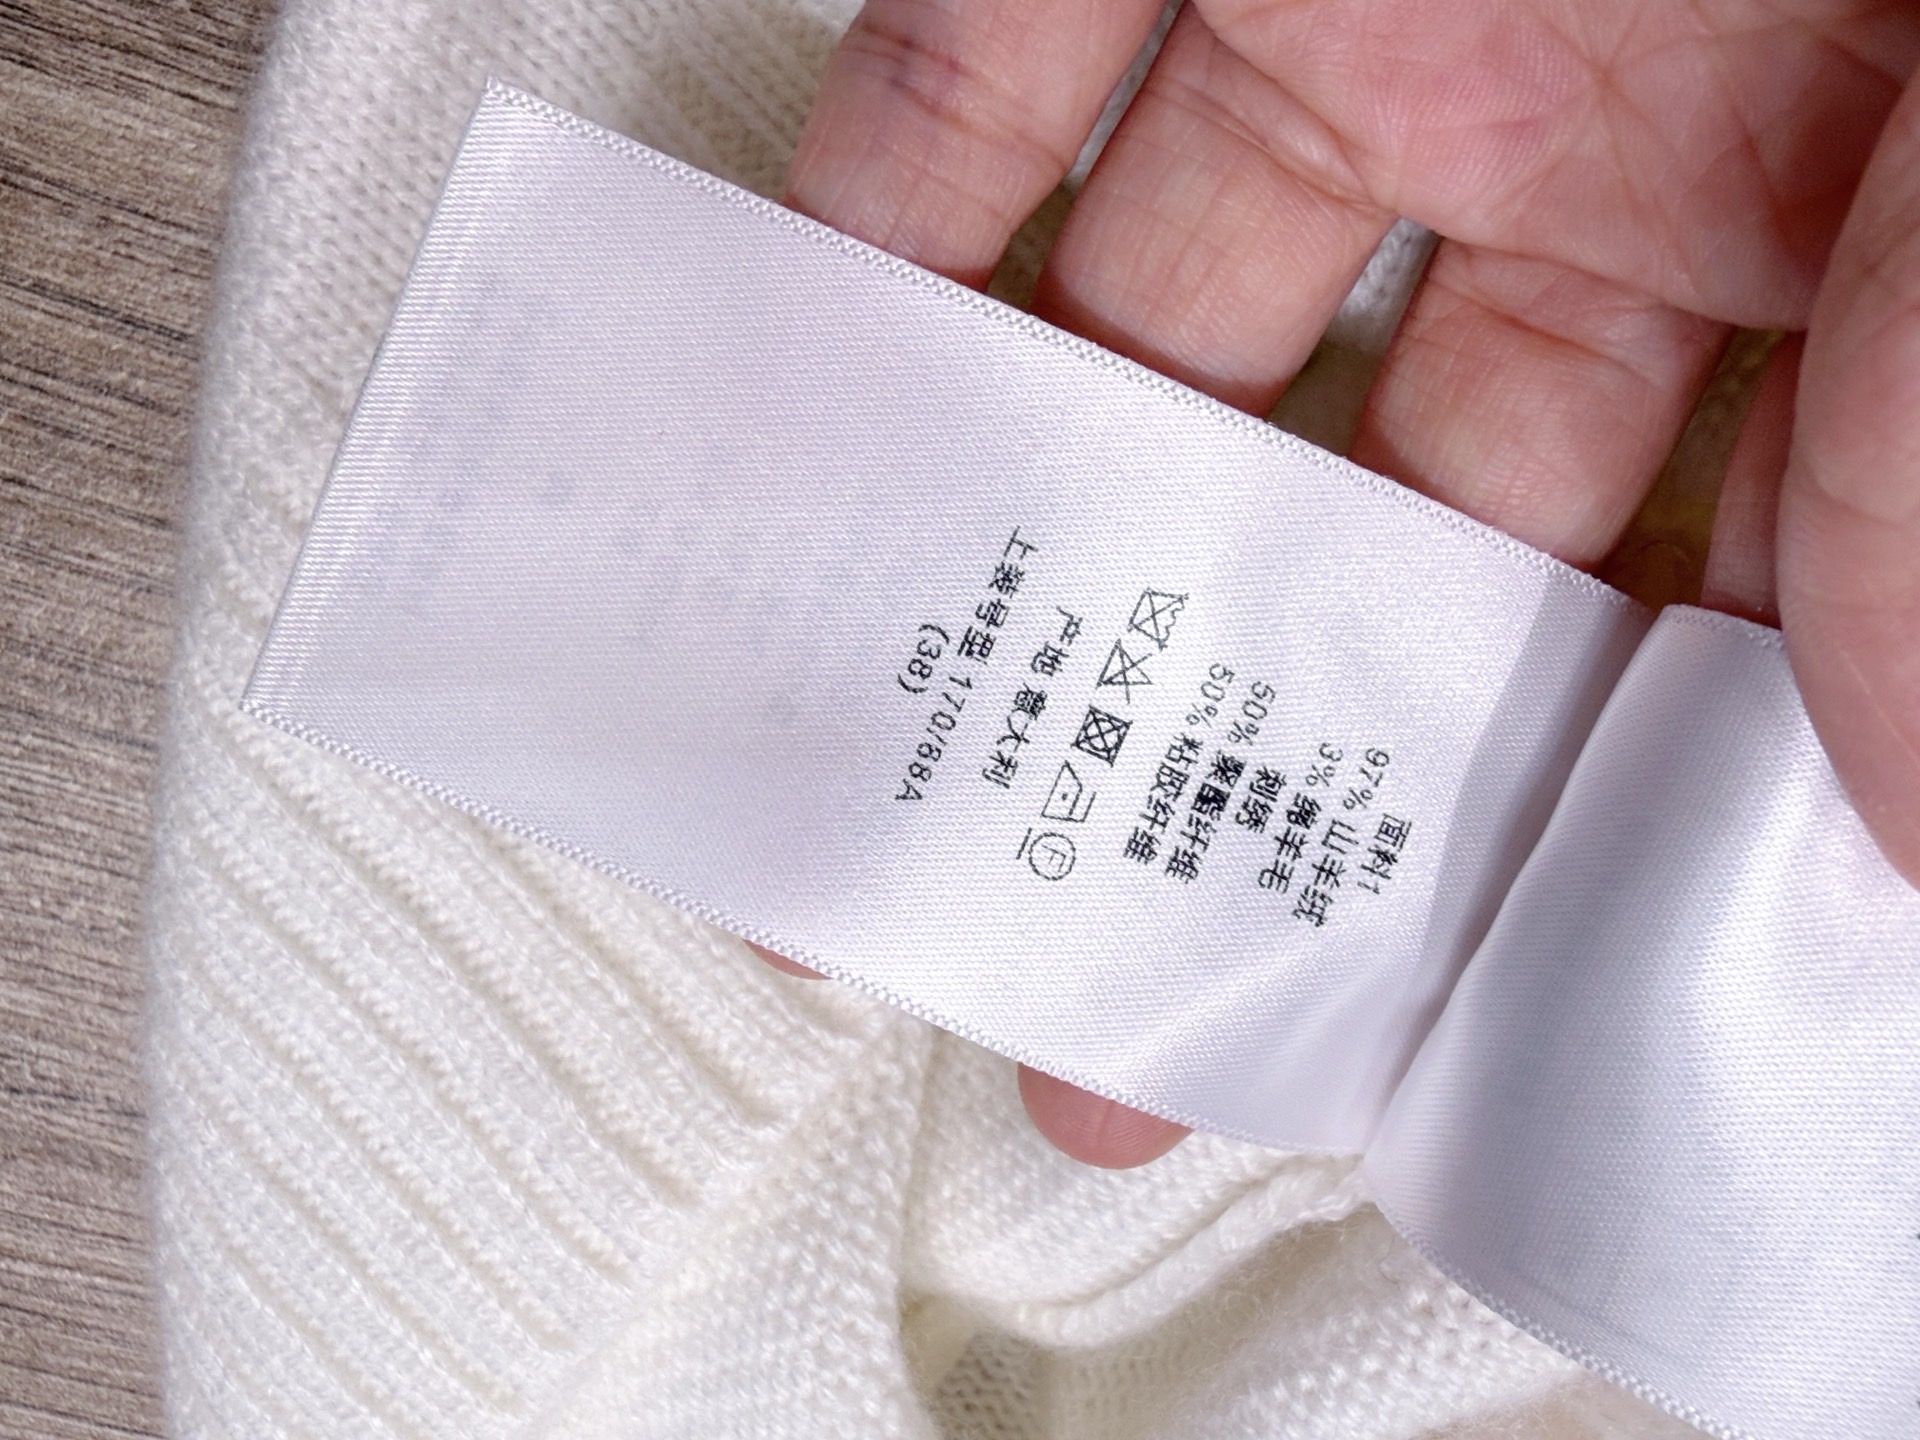 面料1
97% 山羊绒
3% 绵羊毛
刺绣
50% 聚酯纤维
50% 粘胶纤维
产地 意大利
上装号型 170/88A
(38)